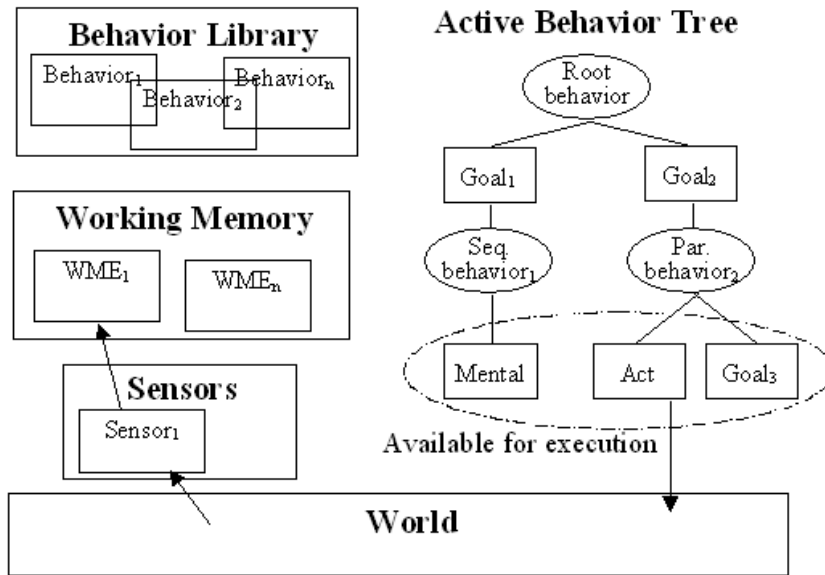 Behavior Library
Behavior₁
Behavior₂
Behaviorₙ
Working Memory
WME₁
WMEₙ
Sensors
Sensor₁
Active Behavior Tree
Root
behavior
Goal₁
Goal₂
Seq.
behavior₁
Par.
behavior₂
Mental
Act
Goal₃
Available for execution
World